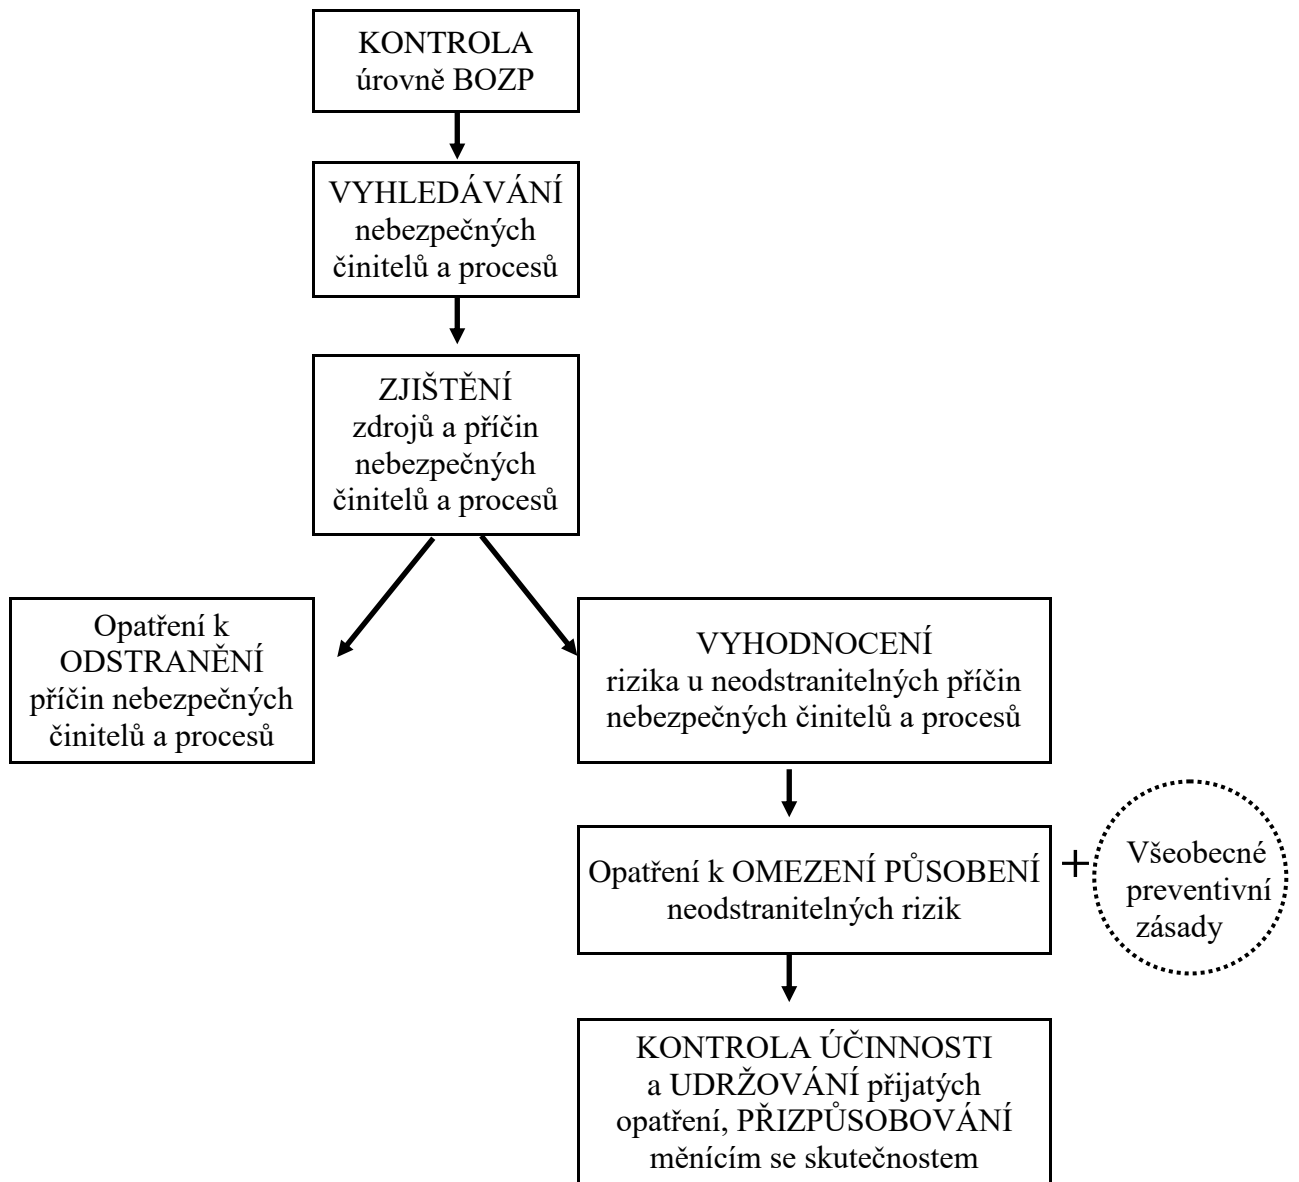 KONTROLA
úrovně BOZP
VYHLEDÁVÁNÍ
nebezpečných
činitelů a procesů
ZJIŠTĚNÍ
zdrojů a příčin
nebezpečných
činitelů a procesů
Opatření k
ODSTRANĚNÍ
příčin nebezpečných
činitelů a procesů
VYHODNOCENÍ
rizika u neodstranitelných příčin
nebezpečných činitelů a procesů
Opatření k OMEZENÍ PŮSOBENÍ
neodstranitelných rizik
+
Všeobecné
preventivní
zásady
KONTROLA ÚČINNOSTI
a UDRŽOVÁNÍ přijatých
opatření, PŘIZPŮSOBOVÁNÍ
měnícím se skutečnostem